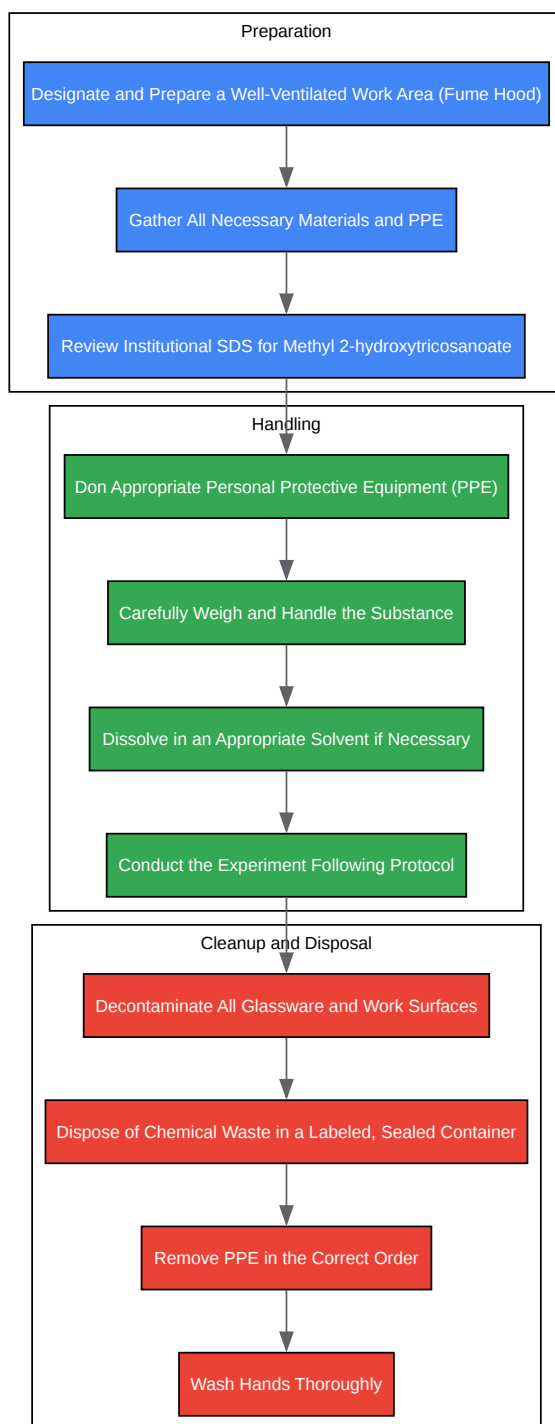 Preparation
Designate and Prepare a Well-Ventilated Work Area (Fume Hood)
Gather All Necessary Materials and PPE
Review Institutional SDS for Methyl 2-hydroxytricosanoate
Handling
Don Appropriate Personal Protective Equipment (PPE)
Carefully Weigh and Handle the Substance
Dissolve in an Appropriate Solvent if Necessary
Conduct the Experiment Following Protocol
Cleanup and Disposal
Decontaminate All Glassware and Work Surfaces
Dispose of Chemical Waste in a Labeled, Sealed Container
Remove PPE in the Correct Order
Wash Hands Thoroughly